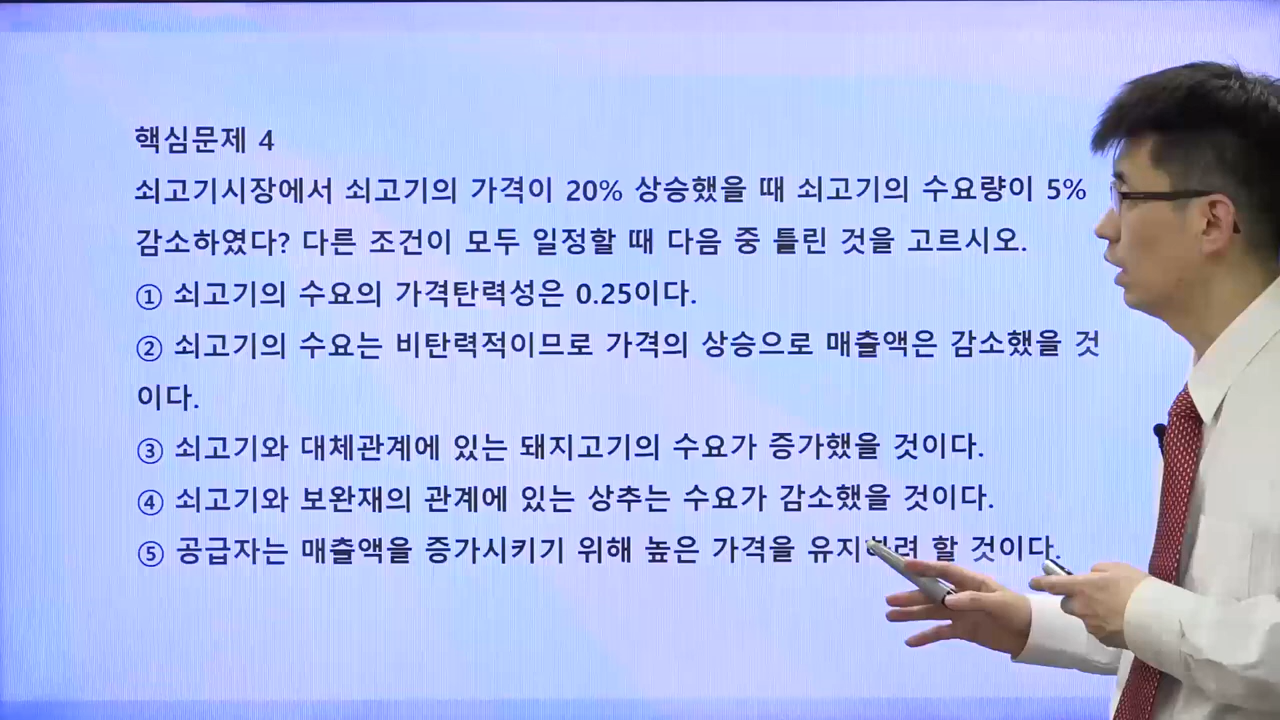 핵심문제 4
쇠고기시장에서 쇠고기의 가격이 20% 상승했을 때 쇠고기의 수요량이 5%
감소하였다? 다른 조건이 모두 일정할 때 다음 중 틀린 것을 고르시오.
① 쇠고기의 수요의 가격탄력성은 0.25이다.
② 쇠고기의 수요는 비탄력적이므로 가격의 상승으로 매출액은 감소했을 것
이다.
③ 쇠고기와 대체관계에 있는 돼지고기의 수요가 증가했을 것이다.
④ 쇠고기와 보완재의 관계에 있는 상추는 수요가 감소했을 것이다.
⑤ 공급자는 매출액을 증가시키기 위해 높은 가격을 유지하려 할 것이다.